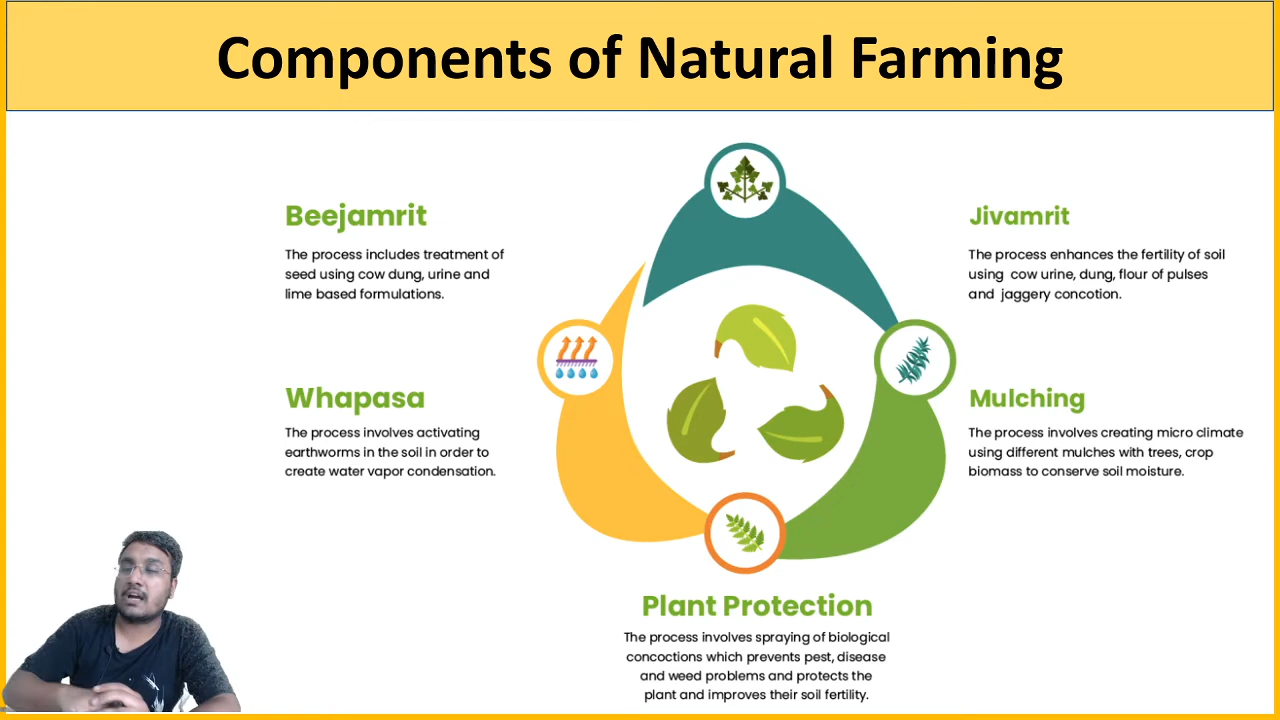 Components of Natural Farming
Beejamrit
The process includes treatment of
seed using cow dung, urine and
lime based formulations.
Jivamrit
The process enhances the fertility of soil
using cow urine, dung, flour of pulses
and jaggery concotion.
Whapasa
The process involves activating
earthworms in the soil in order to
create water vapor condensation.
Mulching
The process involves creating micro climate
using different mulches with trees, crop
biomass to conserve soil moisture.
Plant Protection
The process involves spraying of biological
concoctions which prevents pest, disease
and weed problems and protects the
plant and improves their soil fertility.